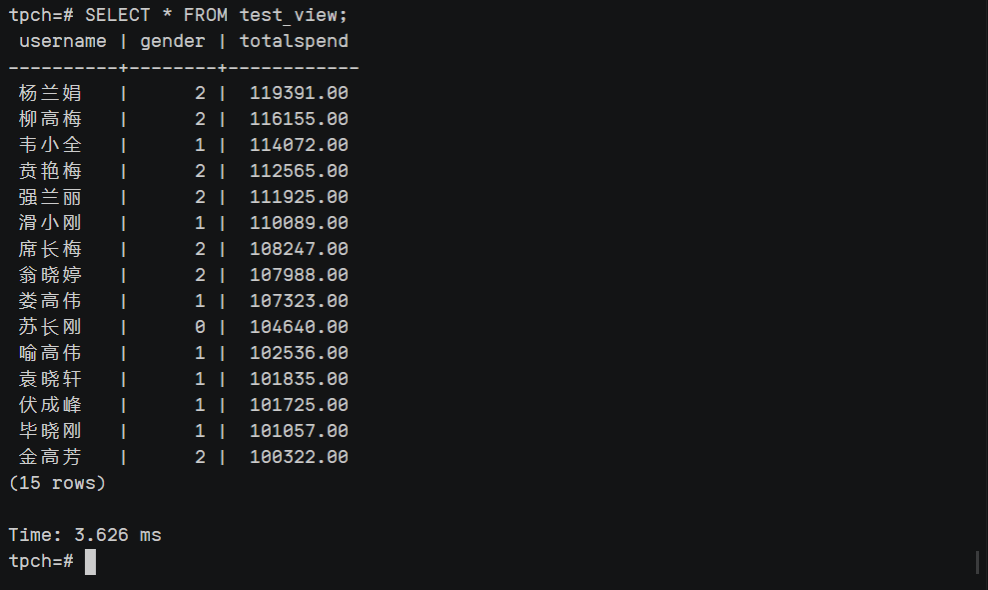 tpch=# SELECT * FROM test_view;
 username | gender | totalspend
----------+--------+------------
 杨兰娟   |      2 |  119391.00
 柳高梅   |      2 |  116155.00
 韦小全   |      1 |  114072.00
 贲艳梅   |      2 |  112565.00
 强兰丽   |      2 |  111925.00
 滑小刚   |      1 |  110089.00
 席长梅   |      2 |  108247.00
 翁晓婷   |      2 |  107988.00
 娄高伟   |      1 |  107323.00
 苏长刚   |      0 |  104640.00
 喻高伟   |      1 |  102536.00
 袁晓轩   |      1 |  101835.00
 伏成峰   |      1 |  101725.00
 毕晓刚   |      1 |  101057.00
 金高芳   |      2 |  100322.00
(15 rows)
Time: 3.626 ms
tpch=#